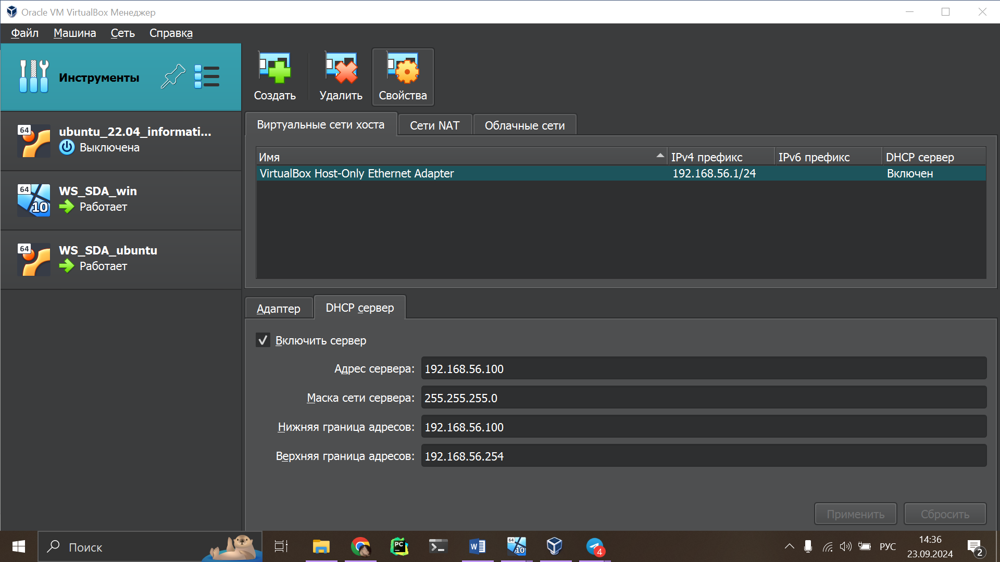 Oracle VM VirtualBox Менеджер
Файл Машина Сеть Справка
Инструменты
Создать Удалить Свойства
64 ubuntu_22.04_informati...
Выключена
64 10 WS_SDA_win
Работает
64 WS_SDA_ubuntu
Работает
Виртуальные сети хоста Сети NAT Облачные сети
Имя IPv4 префикс IPv6 префикс DHCP сервер
VirtualBox Host-Only Ethernet Adapter 192.168.56.1/24 Включен
Адаптер DHCP сервер
Включить сервер
Адрес сервера: 192.168.56.100
Маска сети сервера: 255.255.255.0
Нижняя граница адресов: 192.168.56.100
Верхняя граница адресов: 192.168.56.254
Применить Сбросить
Поиск
PC
W
64 10
4
РУС
14:36
23.09.2024
2